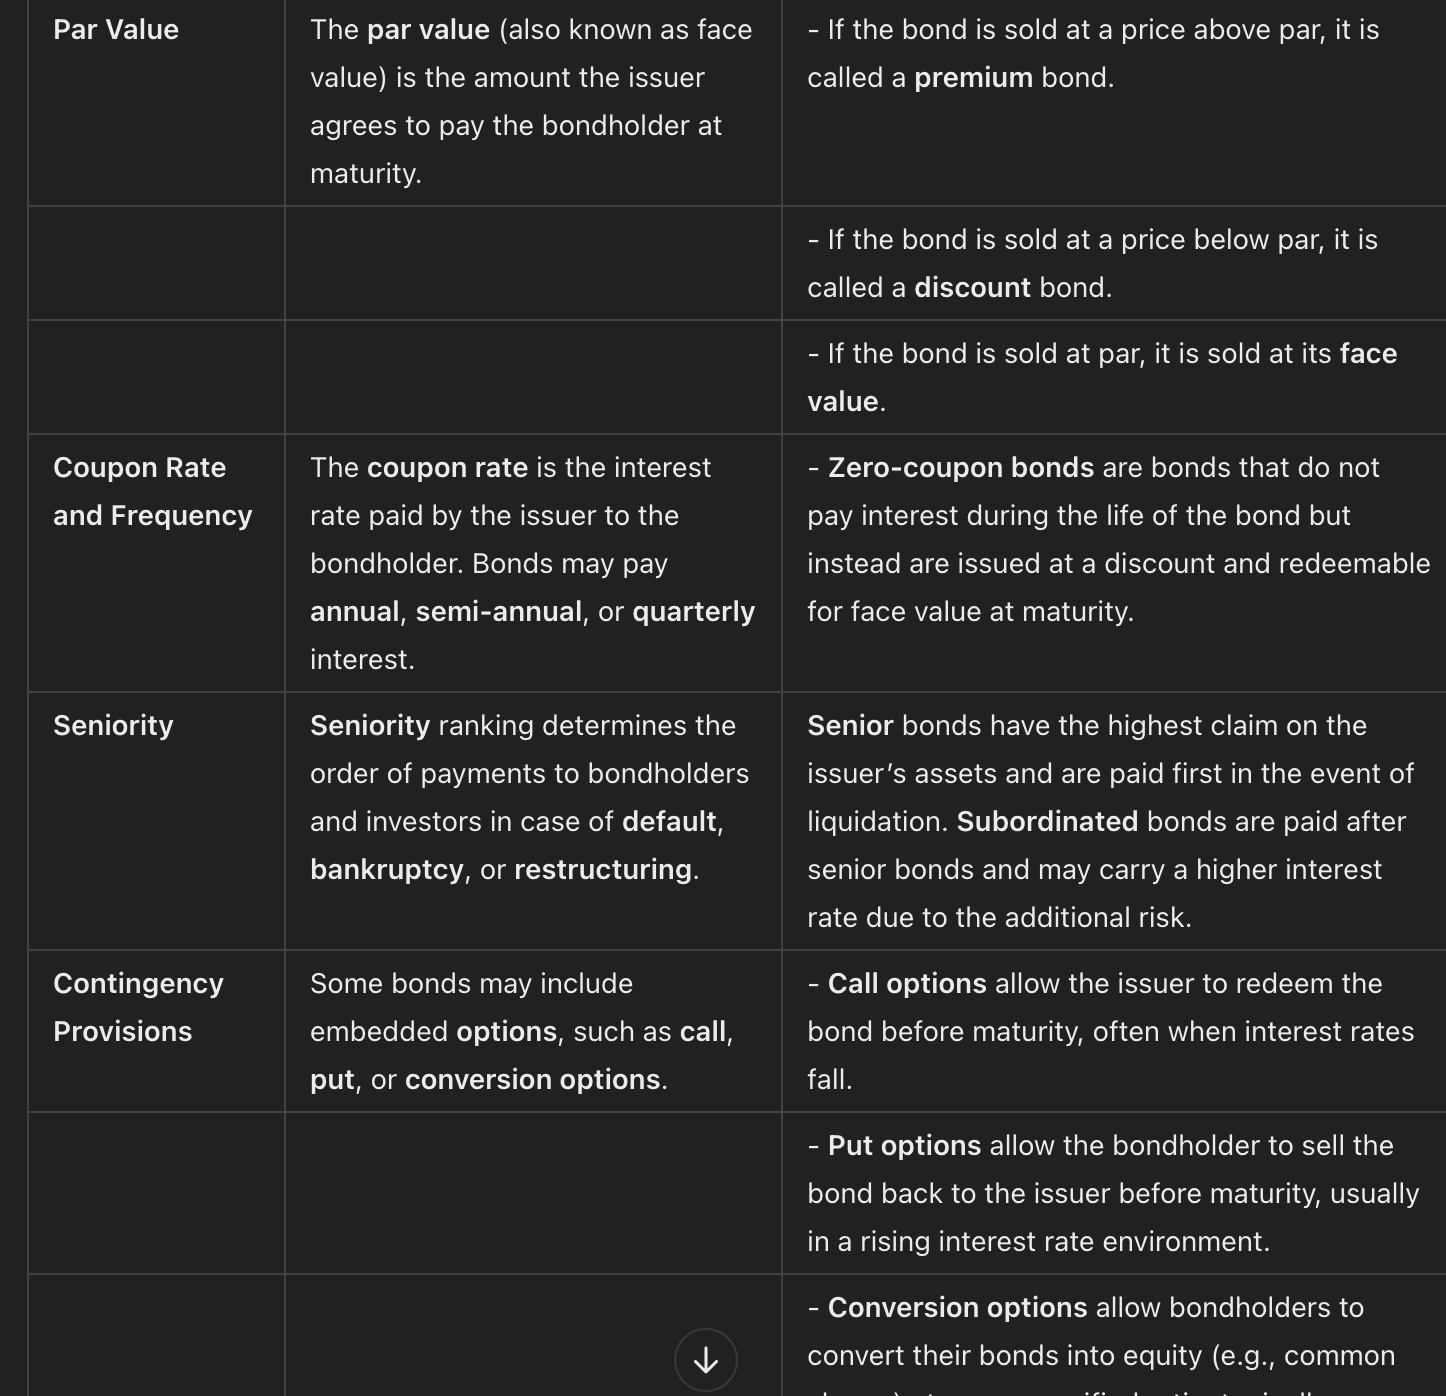 Par Value
The par value (also known as face
value) is the amount the issuer
agrees to pay the bondholder at
maturity.
- If the bond is sold at a price above par, it is
called a premium bond.
- If the bond is sold at a price below par, it is
called a discount bond.
- If the bond is sold at par, it is sold at its face
value.
Coupon Rate
and Frequency
The coupon rate is the interest
rate paid by the issuer to the
bondholder. Bonds may pay
annual, semi-annual, or quarterly
interest.
- Zero-coupon bonds are bonds that do not
pay interest during the life of the bond but
instead are issued at a discount and redeemable
for face value at maturity.
Seniority
Seniority ranking determines the
order of payments to bondholders
and investors in case of default,
bankruptcy, or restructuring.
Senior bonds have the highest claim on the
issuer’s assets and are paid first in the event of
liquidation. Subordinated bonds are paid after
senior bonds and may carry a higher interest
rate due to the additional risk.
Contingency
Provisions
Some bonds may include
embedded options, such as call,
put, or conversion options.
- Call options allow the issuer to redeem the
bond before maturity, often when interest rates
fall.
- Put options allow the bondholder to sell the
bond back to the issuer before maturity, usually
in a rising interest rate environment.
- Conversion options allow bondholders to
convert their bonds into equity (e.g., common